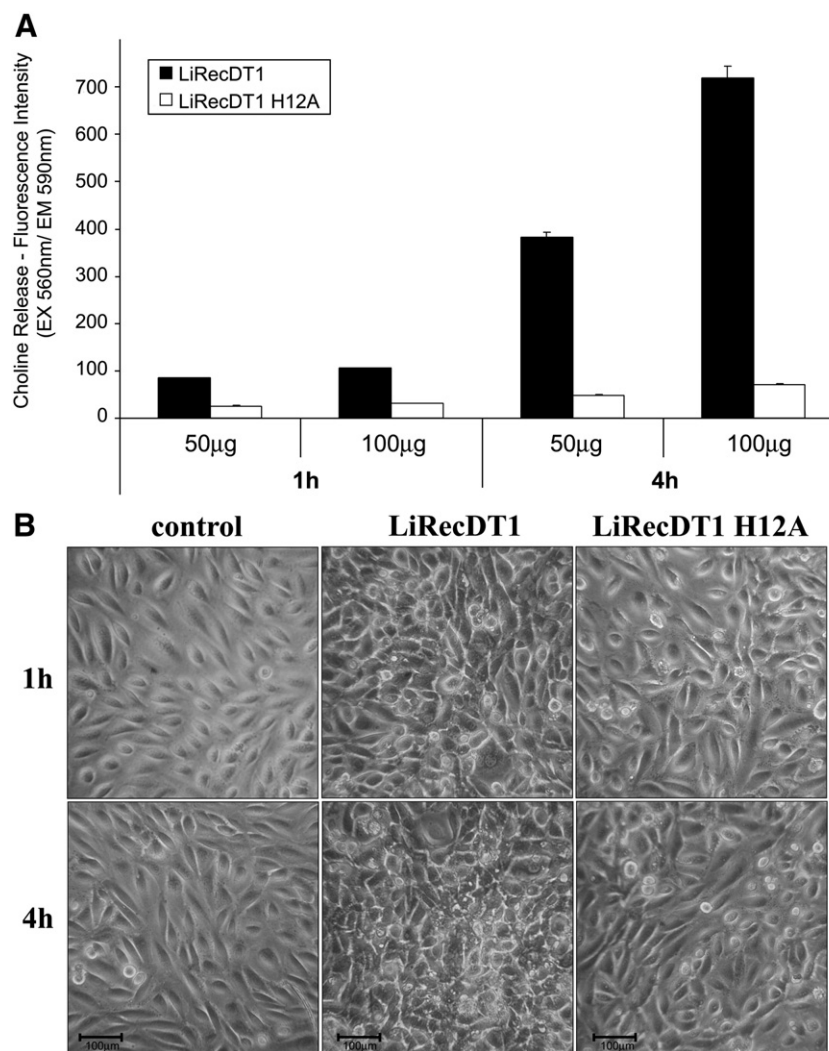 A
Choline Release - Fluorescence Intensity
(EX 560nm/ EM 590nm)
700
600
500
400
300
200
100
0
LiRecDT1
LiRecDT1 H12A
50µg
100µg
50µg
100µg
1h
4h
B
control
LiRecDT1
LiRecDT1 H12A
1h
4h
100µm
100µm
100µm